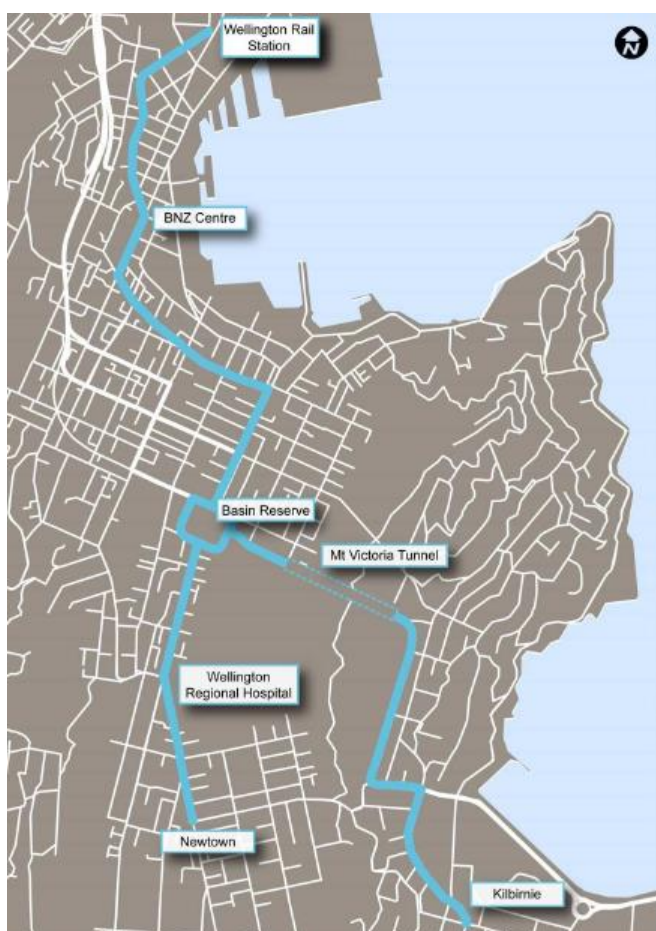 Wellington Rail
Station
N
BNZ Centre
Basin Reserve
Mt Victoria Tunnel
Wellington
Regional Hospital
Newtown
Kilbirnie